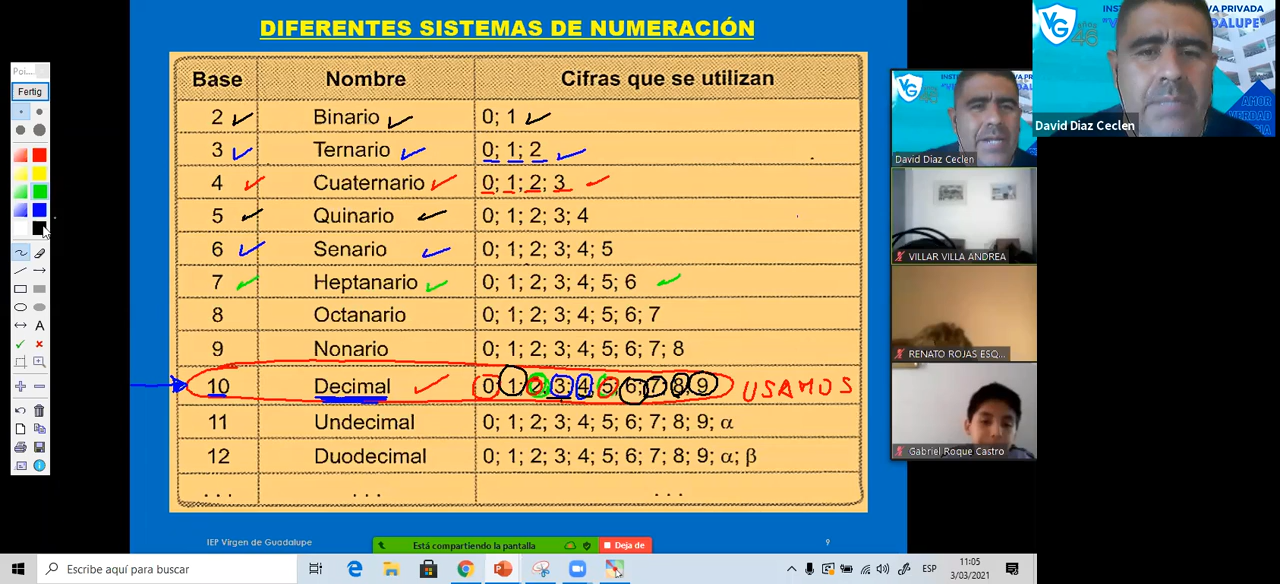 DIFERENTES SISTEMAS DE NUMERACIÓN
Base Nombre Cifras que se utilizan
2 Binario 0; 1
3 Ternario 0; 1; 2
4 Cuaternario 0; 1; 2; 3
5 Quinario 0; 1; 2; 3; 4
6 Senario 0; 1; 2; 3; 4; 5
7 Heptanario 0; 1; 2; 3; 4; 5; 6
8 Octanario 0; 1; 2; 3; 4; 5; 6; 7
9 Nonario 0; 1; 2; 3; 4; 5; 6; 7; 8
10 Decimal 0; 1; 2; 3; 4; 5; 6; 7; 8; 9 USAMOS
11 Undecimal 0; 1; 2; 3; 4; 5; 6; 7; 8; 9; α
12 Duodecimal 0; 1; 2; 3; 4; 5; 6; 7; 8; 9; α; β
... ... ...
IEP Virgen de Guadalupe 9
Poi...
Fertig
A
VG
46
AMOR
VERDAD
David Diaz Ceclen
David Diaz Ceclen
VILLAR VILLA ANDREA
RENATO ROJAS ESQ...
Gabriel Roque Castro
Está compartiendo la pantalla Deja de
Escribe aquí para buscar
ESP
11:05
3/03/2021